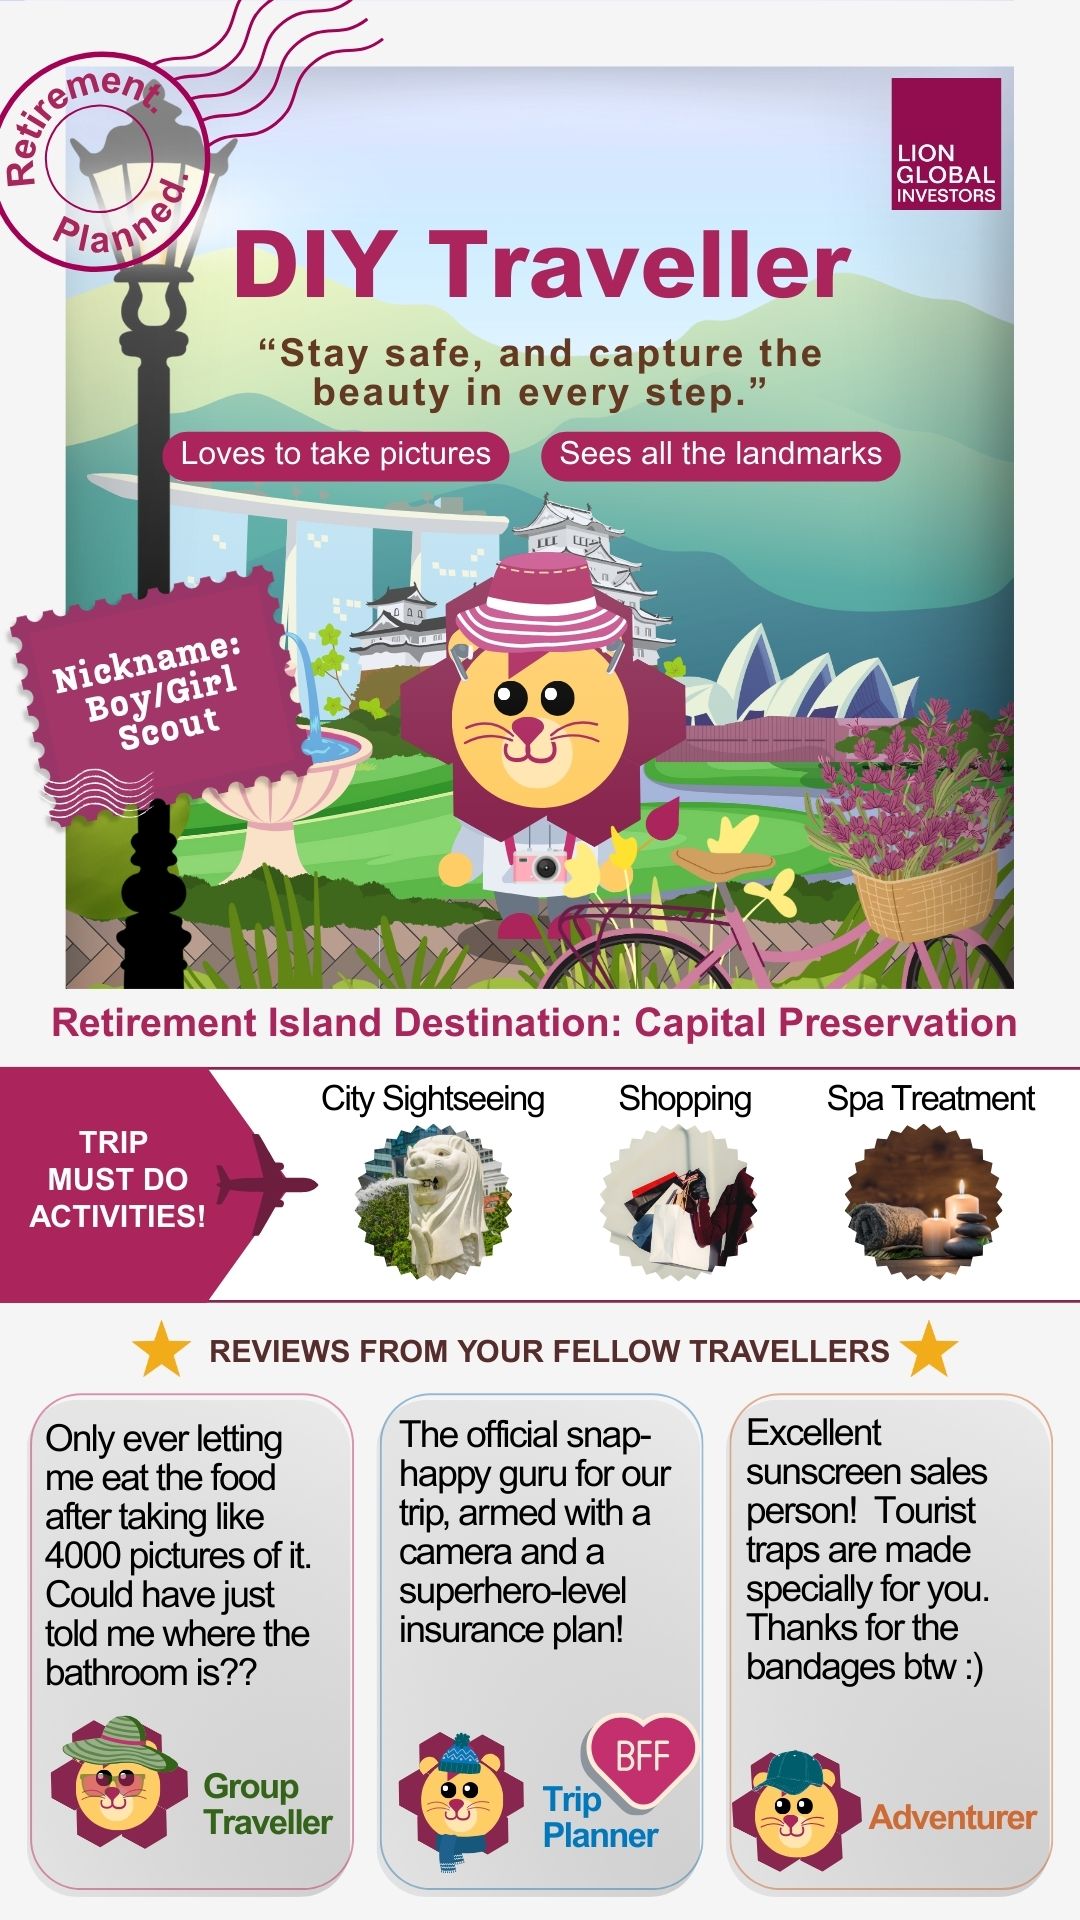 Retirement.
Planned.
LION
GLOBAL
INVESTORS
DIY Traveller
“Stay safe, and capture the
beauty in every step.”
Loves to take pictures
Sees all the landmarks
Nickname:
Boy/Girl
Scout
Retirement Island Destination: Capital Preservation
TRIP
MUST DO
ACTIVITIES!
City Sightseeing
Shopping
Spa Treatment
REVIEWS FROM YOUR FELLOW TRAVELLERS
Only ever letting
me eat the food
after taking like
4000 pictures of it.
Could have just
told me where the
bathroom is??
Group
Traveller
The official snap-
happy guru for our
trip, armed with a
camera and a
superhero-level
insurance plan!
BFF
Trip
Planner
Excellent
sunscreen sales
person! Tourist
traps are made
specially for you.
Thanks for the
bandages btw :)
Adventurer